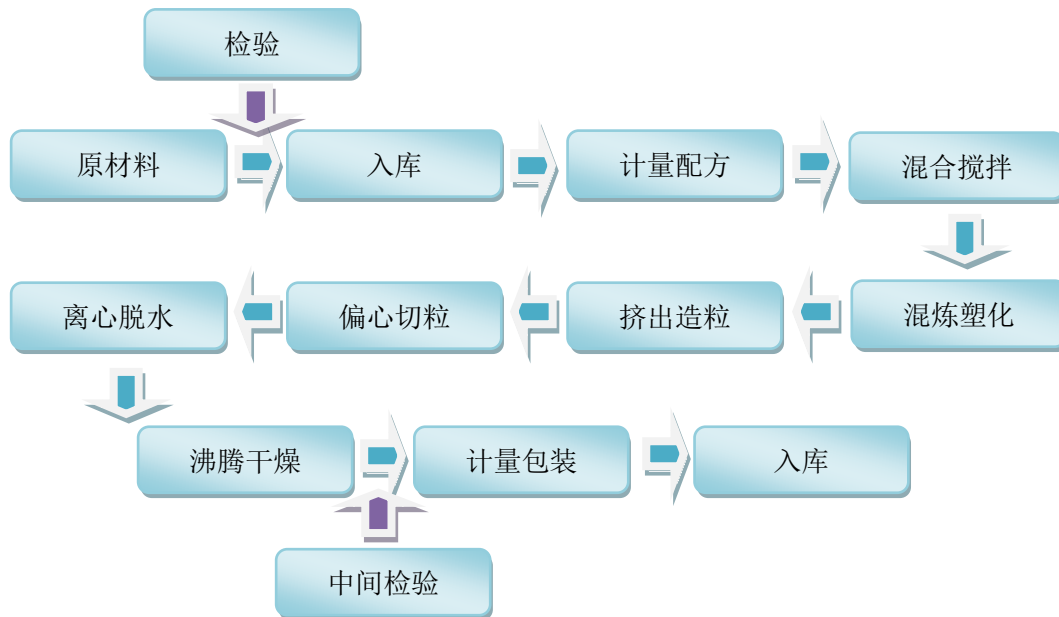 检验
原材料
入库
计量配方
混合搅拌
离心脱水
偏心切粒
挤出造粒
混炼塑化
沸腾干燥
计量包装
入库
中间检验